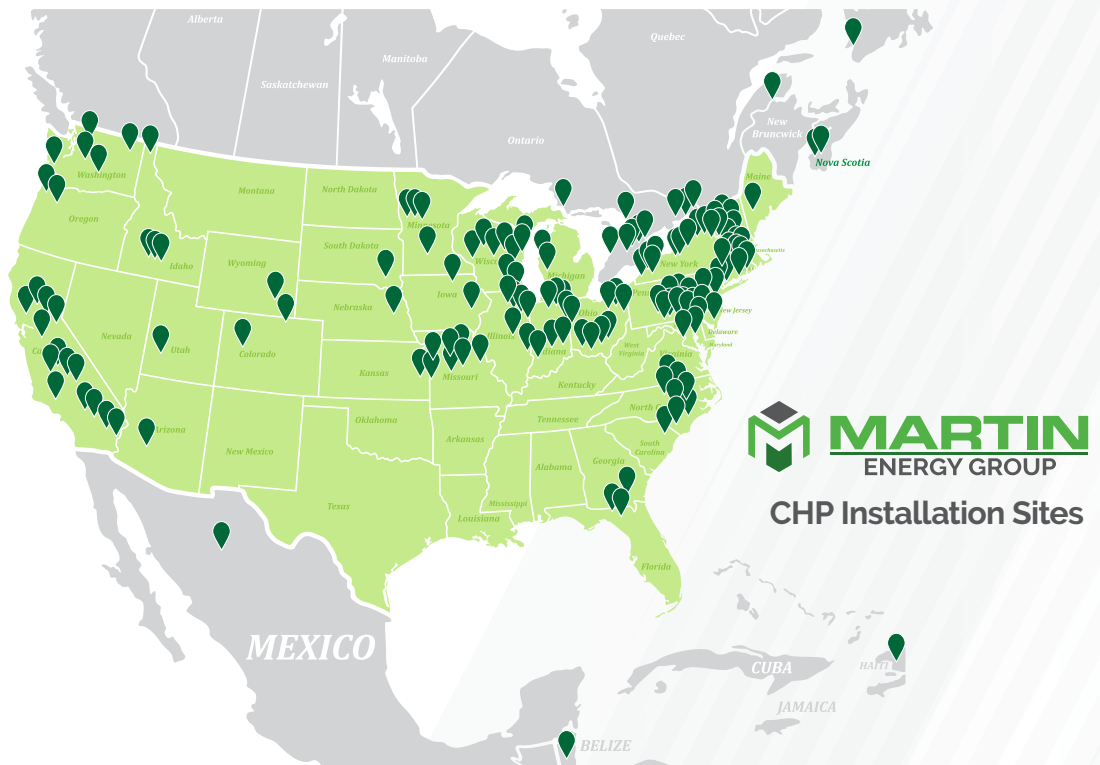 Alberta
Quebec
Manitoba
Saskatchewan
New
Bruncwick
Ontario
Nova Scotia
Washington
Maine
Montana
North Dakota
Minnesota
Oregon
South Dakota
Wyoming
Idaho
New York
Michigan
Iowa
Nebraska
Ohio
New Jersey
Nevada
Utah
Colorado
Illinois
Delaware
Maryland
West
Virginia
Virginia
Kansas
Missouri
Kentucky
North
Arizona
Oklahoma
Tennessee
Arkansas
South
Carolina
New Mexico
Georgia
Alabama
Texas
Mississippi
Louisiana
Florida
MARTIN
ENERGY GROUP
CHP Installation Sites
MEXICO
CUBA
HAITI
JAMAICA
BELIZE